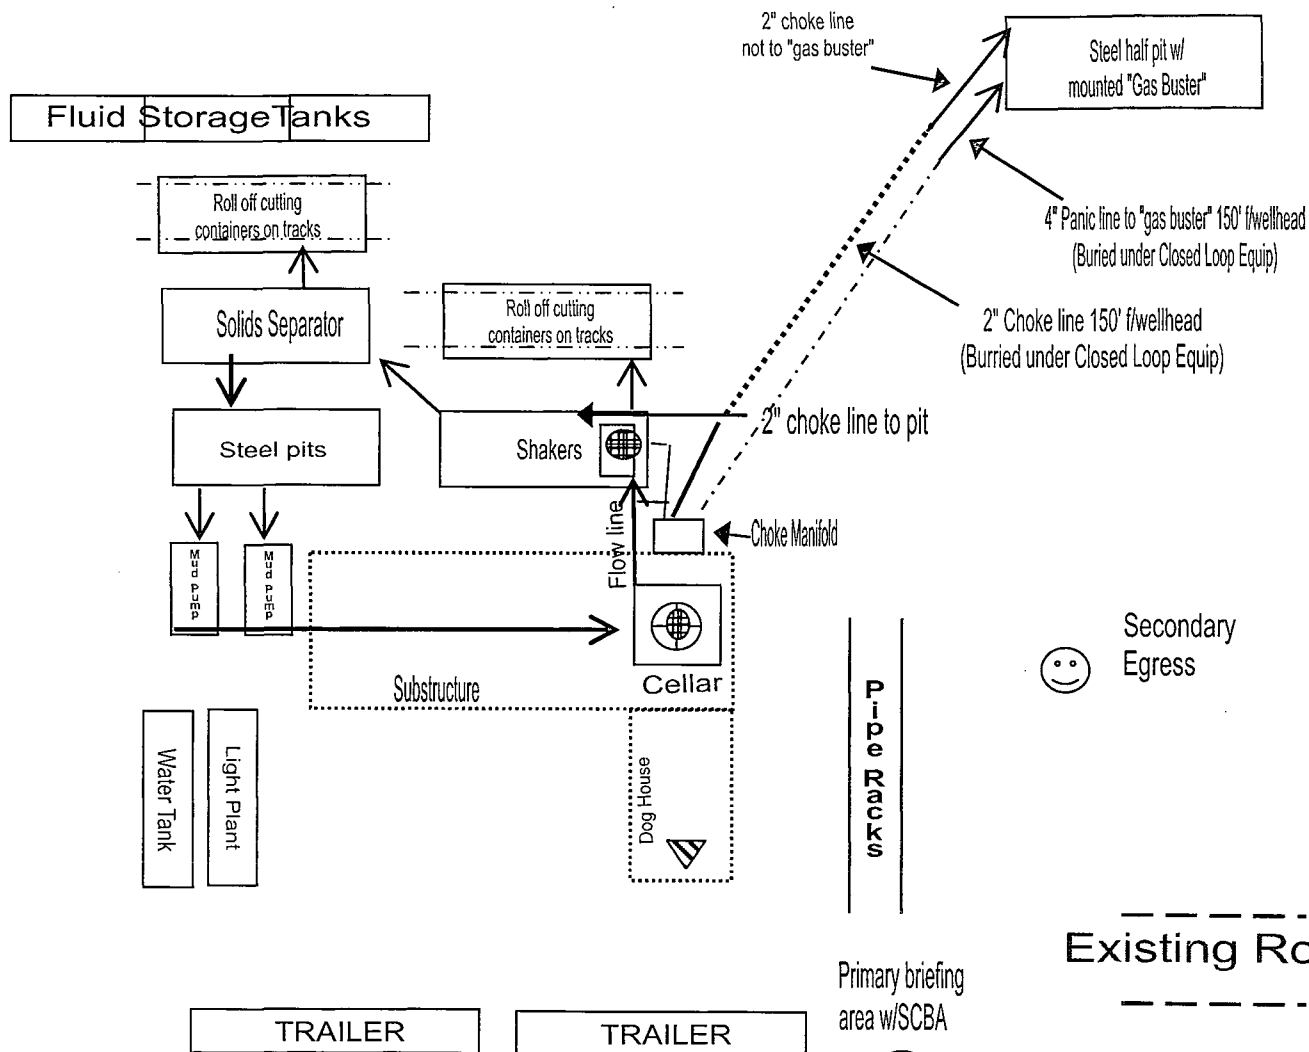 2" choke line
not to "gas buster"
Steel half pit w/
mounted "Gas Buster"
Fluid StorageTanks
Roll off cutting
containers on tracks
4" Panic line to "gas buster" 150' f/wellhead
(Buried under Closed Loop Equip)
Solids Separator
Roll off cutting
containers on tracks
2" Choke line 150' f/wellhead
(Burried under Closed Loop Equip)
2" choke line to pit
Steel pits
Shakers
Flow line
Choke Manifold
Mud Pump
Mud Pump
Substructure
Cellar
Secondary
Egress
Pipe Racks
Water Tank
Light Plant
Dog House
Existing Ro
Primary briefing
area w/SCBA
TRAILER
TRAILER